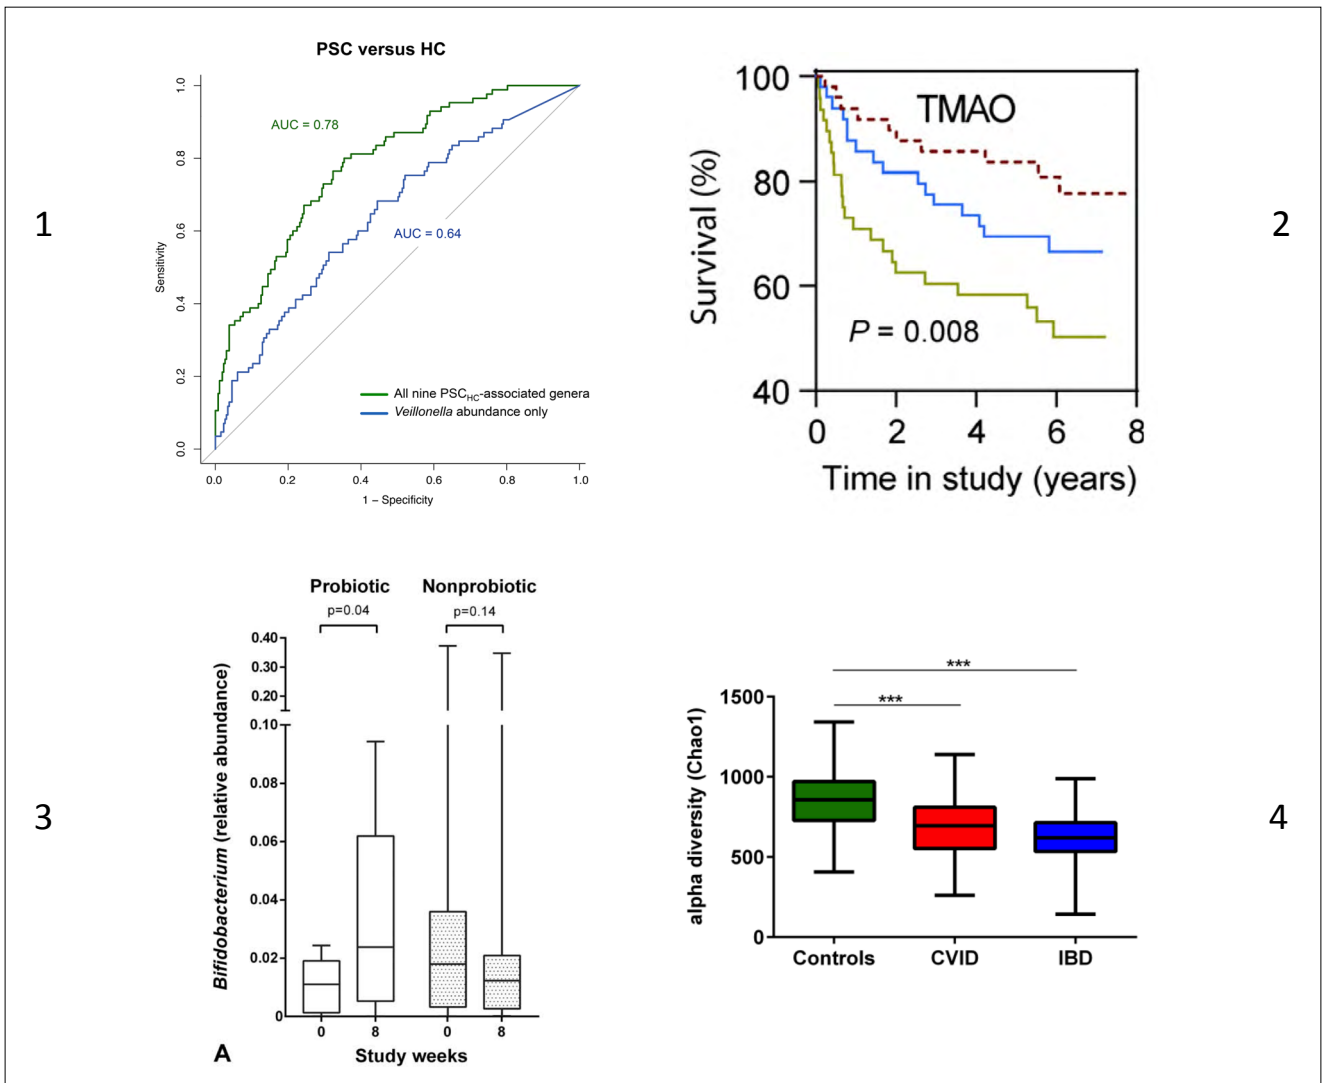 1
PSC versus HC
1.0
0.8
0.6
0.4
0.2
0.0
Sensitivity
AUC = 0.78
AUC = 0.64
All nine PSCHC-associated genera
Veillonella abundance only
0.0 0.2 0.4 0.6 0.8 1.0
1 – Specificity
2
100
80
60
40
Survival (%)
TMAO
P = 0.008
0 2 4 6 8
Time in study (years)
3
Probiotic Nonprobiotic
p=0.04 p=0.14
0.40
0.30
0.20
0.10
0.08
0.06
0.04
0.02
0
Bifidobacterium (relative abundance)
0 8 0 8
A Study weeks
4
*** 
***
1500
1000
500
0
alpha diversity (Chao1)
Controls CVID IBD